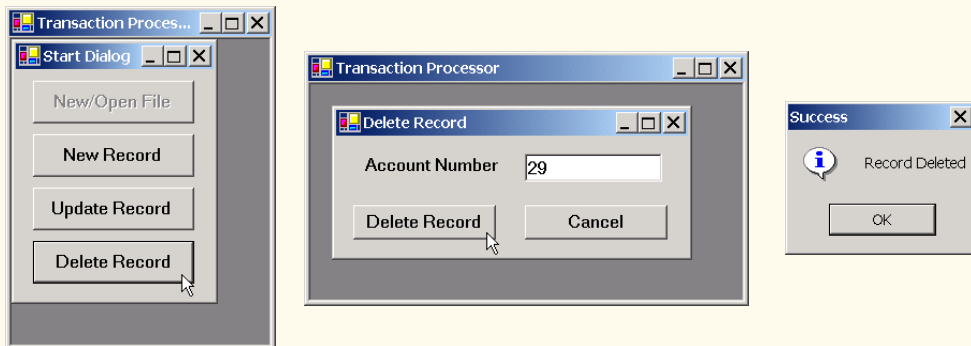 Transaction Proces...
Start Dialog
New/Open File
New Record
Update Record
Delete Record
Transaction Processor
Delete Record
Account Number 29
Delete Record Cancel
Success
Record Deleted
OK